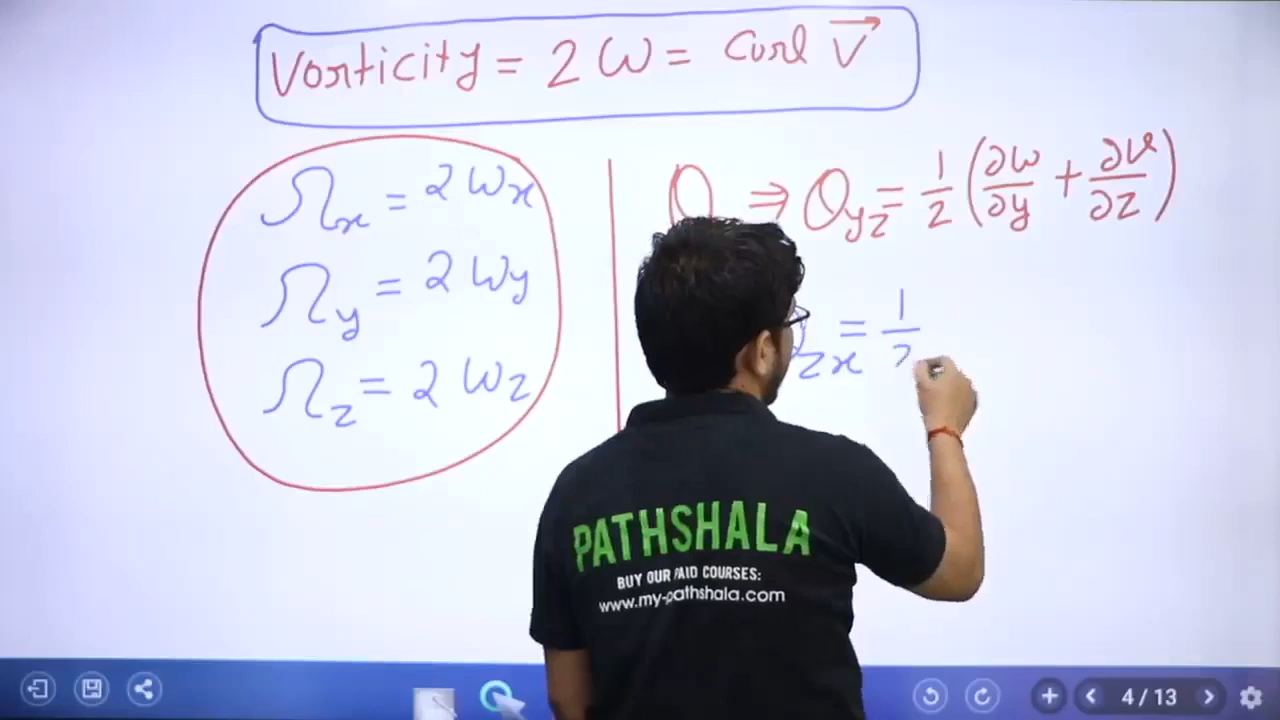 Vorticity = 2 ω = Curl V⃗
Ωx = 2 ωx
Ωy = 2 ωy
Ωz = 2 ωz
θ ⇒ θyz = 1/2 (∂w/∂y + ∂v/∂z)
zx = 1/2
PATHSHALA
BUY OUR PAID COURSES:
www.my-pathshala.com
4 / 13